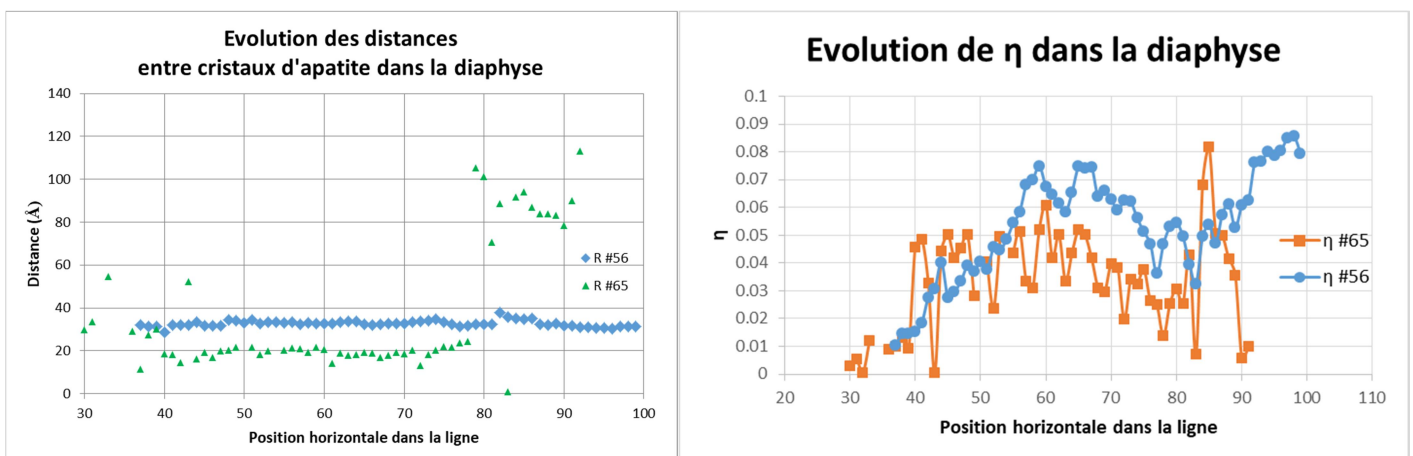 Evolution des distances
entre cristaux d'apatite dans la diaphyse
140
120
100
80
60
40
20
0
Distance (Å)
30 40 50 60 70 80 90 100
Position horizontale dans la ligne
R #56
R #65
Evolution de η dans la diaphyse
0.1
0.09
0.08
0.07
0.06
0.05
0.04
0.03
0.02
0.01
0
η
20 30 40 50 60 70 80 90 100 110
Position horizontale dans la ligne
η #65
η #56